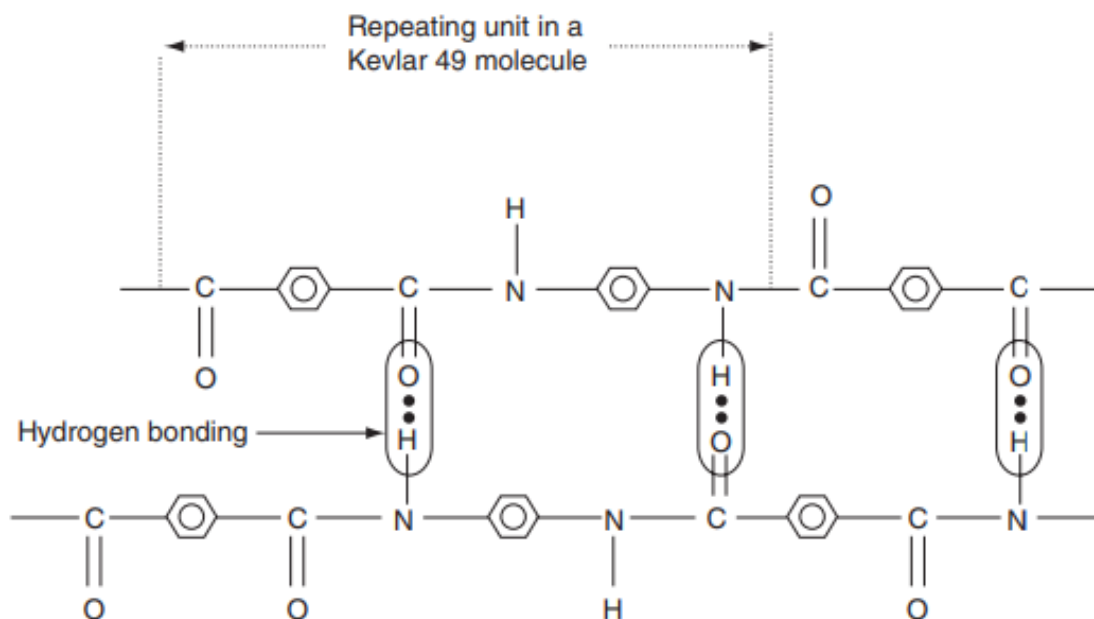 Repeating unit in a
Kevlar 49 molecule
H
O
C
C
N
N
C
C
O
O
H
O
Hydrogen bonding
H
O
H
C
C
N
N
C
C
N
O
O
H
O